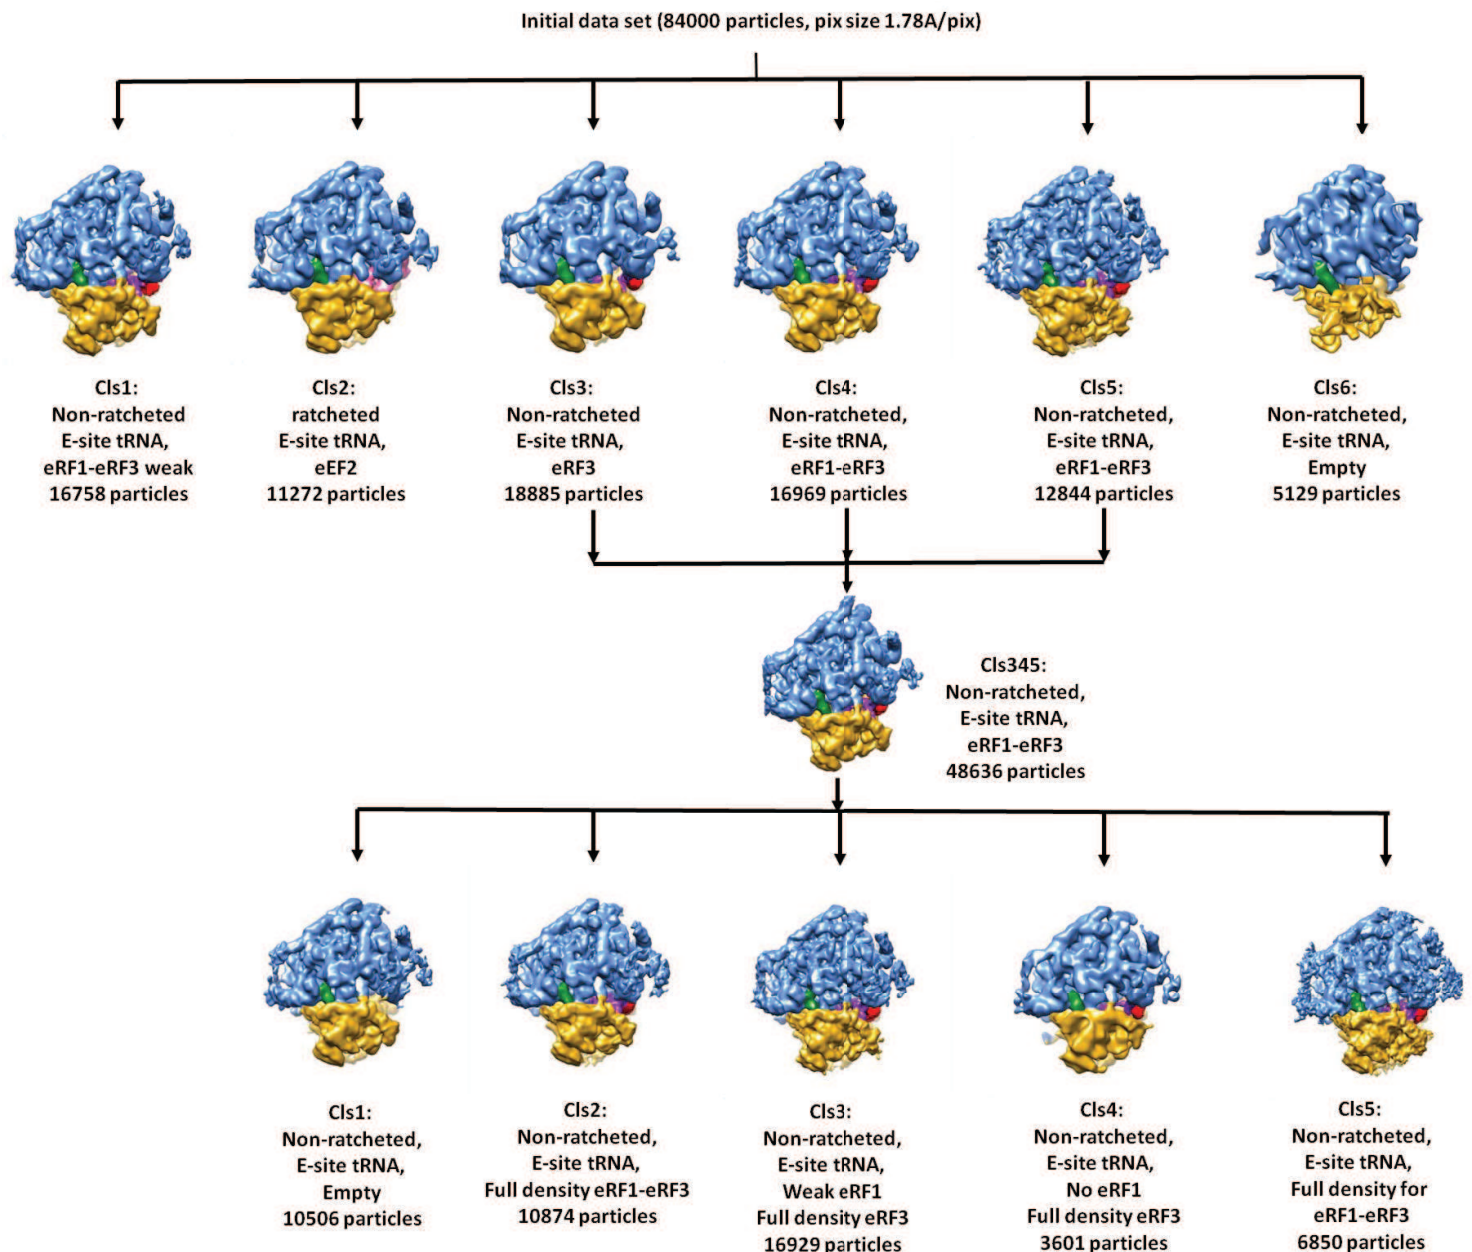 Initial data set (84000 particles, pix size 1.78A/pix)
Cls1:
Non-ratcheted
E-site tRNA,
eRF1-eRF3 weak
16758 particles
Cls2:
ratcheted
E-site tRNA,
eEF2
11272 particles
Cls3:
Non-ratcheted
E-site tRNA,
eRF3
18885 particles
Cls4:
Non-ratcheted,
E-site tRNA,
eRF1-eRF3
16969 particles
Cls5:
Non-ratcheted,
E-site tRNA,
eRF1-eRF3
12844 particles
Cls6:
Non-ratcheted,
E-site tRNA,
Empty
5129 particles
Cls345:
Non-ratcheted,
E-site tRNA,
eRF1-eRF3
48636 particles
Cls1:
Non-ratcheted,
E-site tRNA,
Empty
10506 particles
Cls2:
Non-ratcheted,
E-site tRNA,
Full density eRF1-eRF3
10874 particles
Cls3:
Non-ratcheted,
E-site tRNA,
Weak eRF1
Full density eRF3
16929 particles
Cls4:
Non-ratcheted,
E-site tRNA,
No eRF1
Full density eRF3
3601 particles
Cls5:
Non-ratcheted,
E-site tRNA,
Full density for
eRF1-eRF3
6850 particles